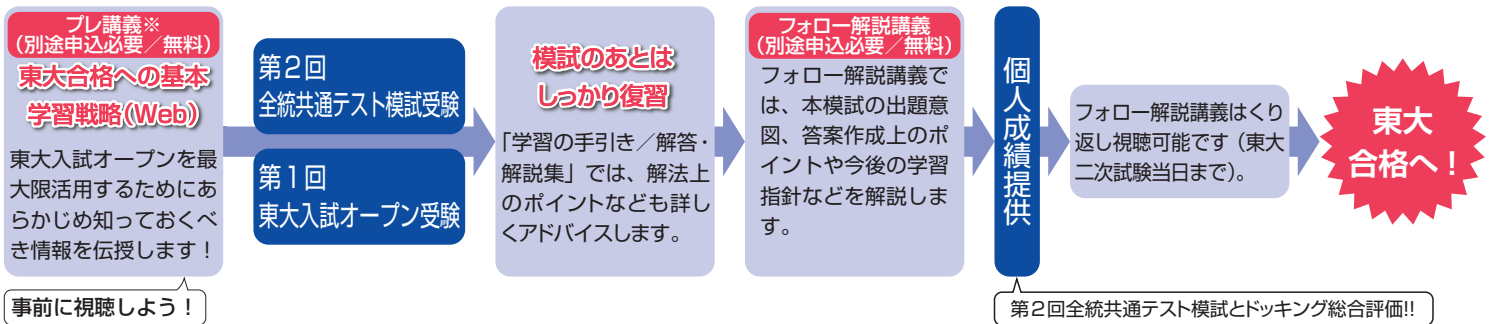 プレ講義※
(別途申込必要／無料)
東大合格への基本
学習戦略(Web)
東大入試オープンを最
大限活用するためにあ
らかじめ知っておくべ
き情報を伝授します！
事前に視聴しよう！
第2回
全統共通テスト模試受験
第1回
東大入試オープン受験
模試のあとは
しっかり復習
「学習の手引き／解答・
解説集」では、解法上
のポイントなども詳し
くアドバイスします。
フォロー解説講義
(別途申込必要／無料)
フォロー解説講義で
は、本模試の出題意
図、答案作成上のポ
イントや今後の学習
指針などを解説しま
す。
個人成績提供
第2回全統共通テスト模試とドッキング総合評価!!
フォロー解説講義はくり
返し視聴可能です（東大
二次試験当日まで）。
東大
合格へ！